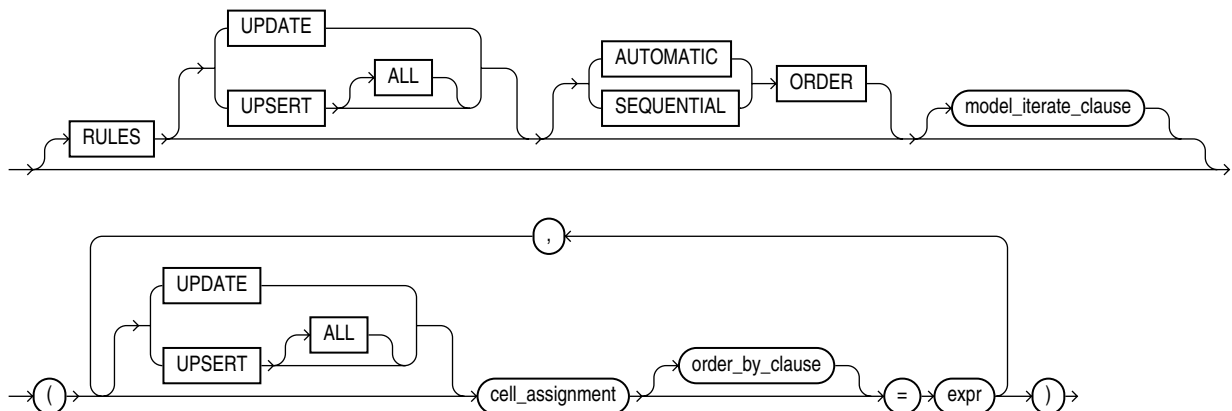 UPDATE
UPSERT ALL
AUTOMATIC
SEQUENTIAL
ORDER
RULES
model_iterate_clause
,
UPDATE
UPSERT ALL
( cell_assignment order_by_clause = expr )